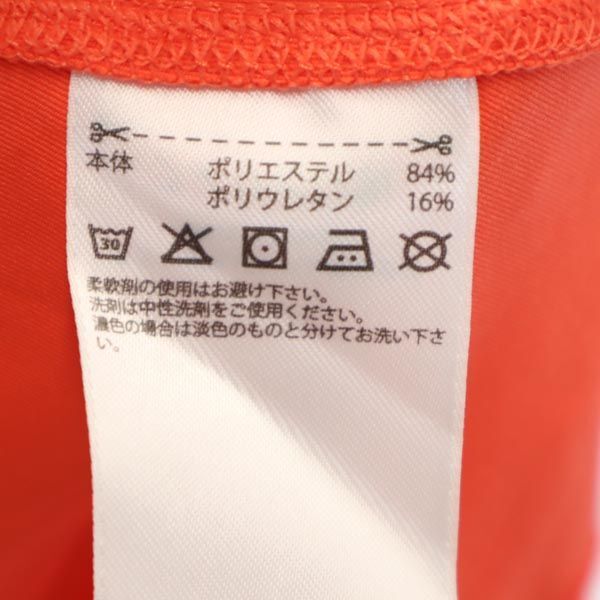 本体 ポリエステル 84%
ポリウレタン 16%
30
柔軟剤の使用はお避け下さい。
洗剤は中性洗剤をご使用ください。
濃色の場合は淡色のものと分けてお洗い下さ
い。